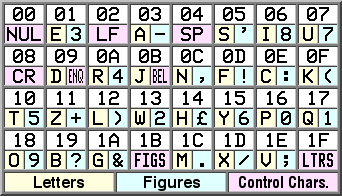 00 01 02 03 04 05 06 07
NUL E 3 LF A - SP S ' I 8 U 7
08 09 0A 0B 0C 0D 0E 0F
CR D ENQ R 4 J BEL N , F ! C : K (
10 11 12 13 14 15 16 17
T 5 Z + L ) W 2 H £ Y 6 P 0 Q 1
18 19 1A 1B 1C 1D 1E 1F
O 9 B ? G & FIGS M . X / V ; LTRS
Letters Figures Control Chars.